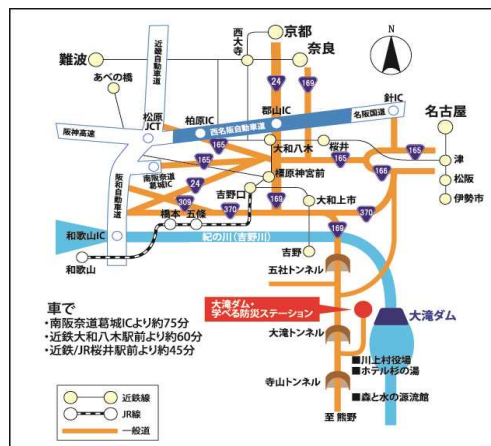 京都
奈良
N
西大寺
難波
あべの橋
近畿自動車道
24
169
郡山IC
針IC
名阪国道
名古屋
松原JCT
柏原IC
西名阪自動車道
阪神高速
165
大和八木
桜井
165
165
津
南阪奈道葛城IC
橿原神宮前
166
松阪
24
吉野口
大和上市
伊勢市
阪和自動車道
309
370
169
370
橋本
五條
和歌山IC
紀の川(吉野川)
吉野
169
和歌山
五社トンネル
車で
・南阪奈道葛城ICより約75分
・近鉄大和八木駅前より約60分
・近鉄/JR桜井駅前より約45分
大滝ダム・
学べる防災ステーション
大滝ダム
大滝トンネル
■川上村役場
■ホテル杉の湯
寺山トンネル
■森と水の源流館
至 熊野
近鉄線
JR線
一般道